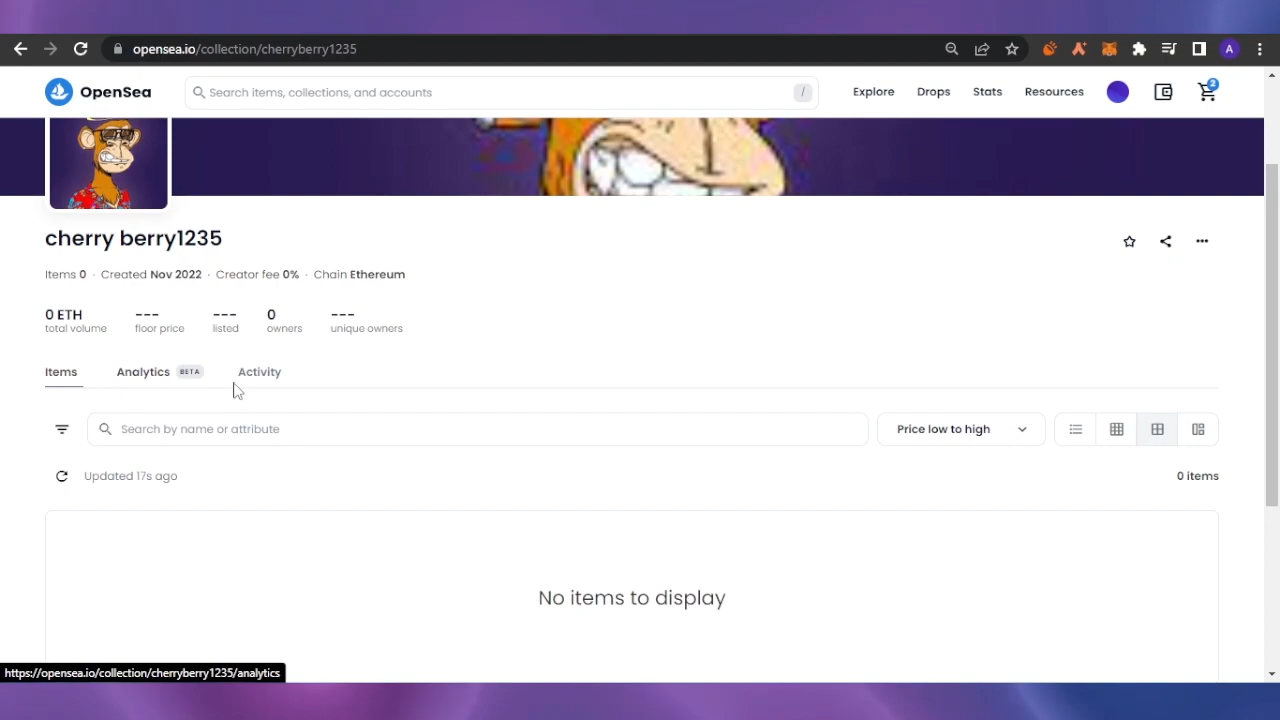 opensea.io/collection/cherryberry1235
A
OpenSea
Search items, collections, and accounts
/
Explore Drops Stats Resources
2
cherry berry1235
Items 0 · Created Nov 2022 · Creator fee 0% · Chain Ethereum
0 ETH --- --- 0 ---
total volume floor price listed owners unique owners
Items Analytics BETA Activity
Search by name or attribute
Price low to high
Updated 17s ago
0 items
No items to display
https://opensea.io/collection/cherryberry1235/analytics